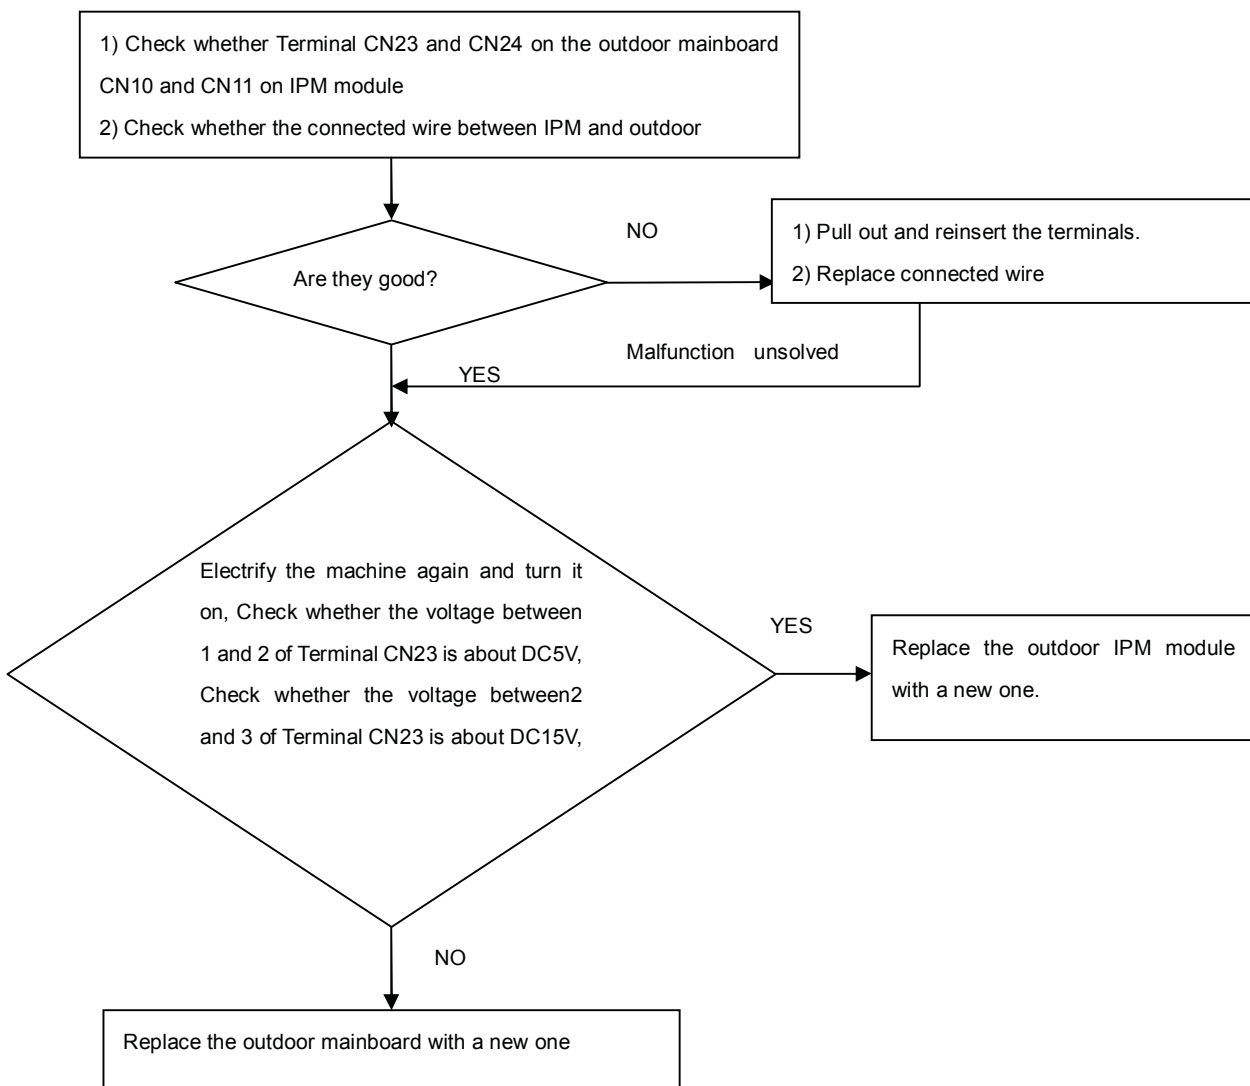 1) Check whether Terminal CN23 and CN24 on the outdoor mainboard
CN10 and CN11 on IPM module
2) Check whether the connected wire between IPM and outdoor
Are they good?
NO
1) Pull out and reinsert the terminals.
2) Replace connected wire
Malfunction unsolved
YES
Electrify the machine again and turn it
on, Check whether the voltage between
1 and 2 of Terminal CN23 is about DC5V,
Check whether the voltage between2
and 3 of Terminal CN23 is about DC15V,
YES
Replace the outdoor IPM module
with a new one.
NO
Replace the outdoor mainboard with a new one